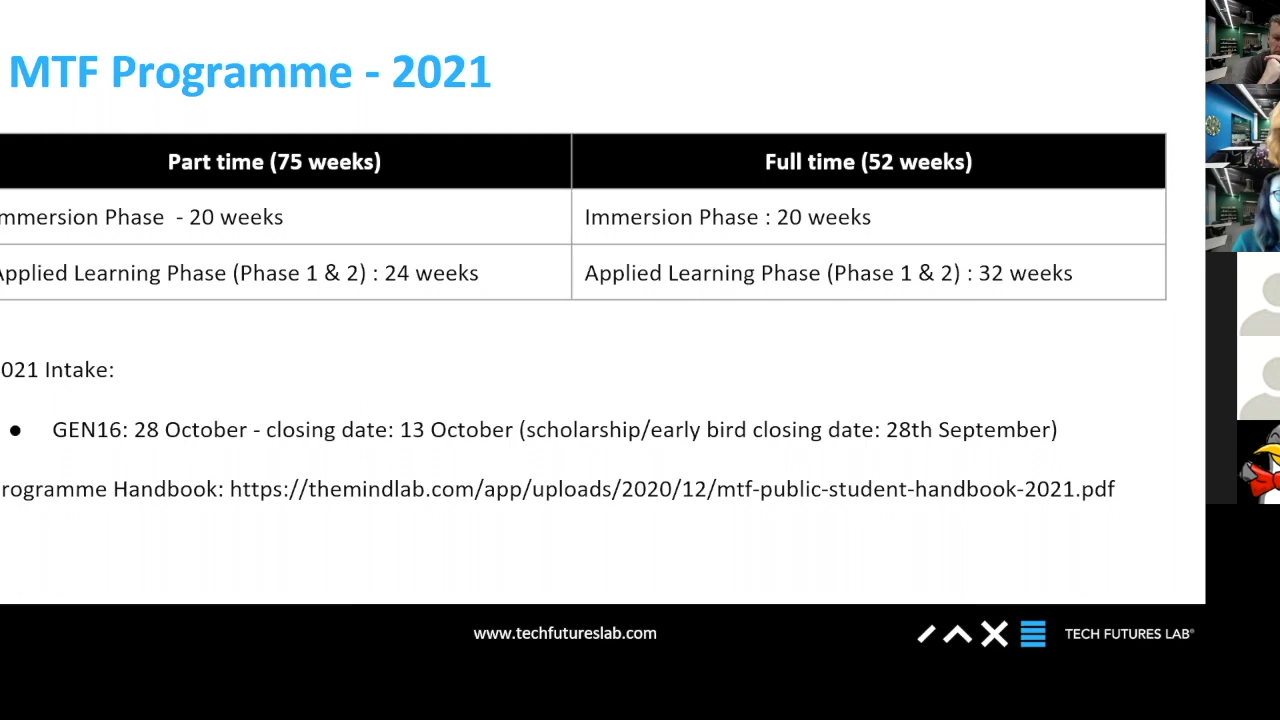 MTF Programme - 2021
Part time (75 weeks)
Full time (52 weeks)
mmersion Phase - 20 weeks
Immersion Phase : 20 weeks
Applied Learning Phase (Phase 1 & 2) : 24 weeks
Applied Learning Phase (Phase 1 & 2) : 32 weeks
021 Intake:
● GEN16: 28 October - closing date: 13 October (scholarship/early bird closing date: 28th September)
rogramme Handbook: https://themindlab.com/app/uploads/2020/12/mtf-public-student-handbook-2021.pdf
www.techfutureslab.com
TECH FUTURES LAB®